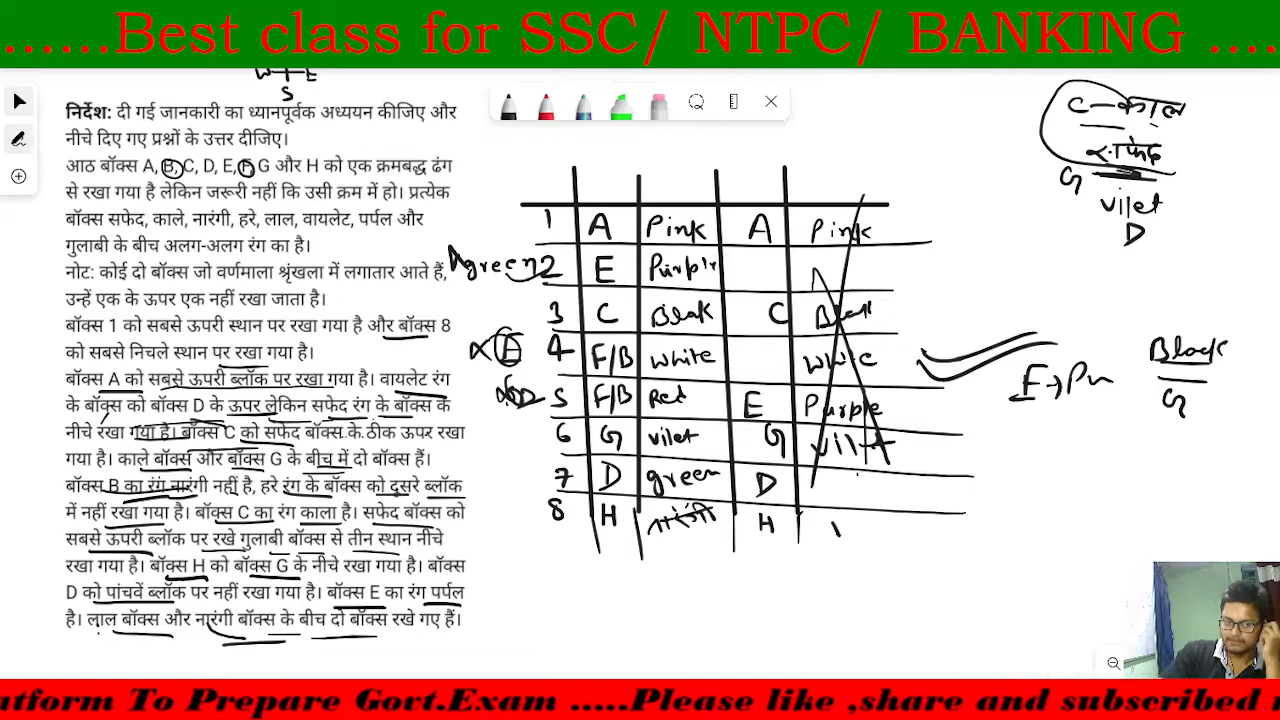 ......Best class for SSC/ NTPC/ BANKING ....
W E
S
निर्देश: दी गई जानकारी का ध्यानपूर्वक अध्ययन कीजिए और
नीचे दिए गए प्रश्नों के उत्तर दीजिए।
आठ बॉक्स A, B, C, D, E, F, G और H को एक क्रमबद्ध ढंग
से रखा गया है लेकिन जरूरी नहीं कि उसी क्रम में हो। प्रत्येक
बॉक्स सफेद, काले, नारंगी, हरे, लाल, वायलेट, पर्पल और
गुलाबी के बीच अलग-अलग रंग का है।
नोट: कोई दो बॉक्स जो वर्णमाला श्रृंखला में लगातार आते हैं,
उन्हें एक के ऊपर एक नहीं रखा जाता है।
बॉक्स 1 को सबसे ऊपरी स्थान पर रखा गया है और बॉक्स 8
को सबसे निचले स्थान पर रखा गया है।
बॉक्स A को सबसे ऊपरी ब्लॉक पर रखा गया है। वायलेट रंग
के बॉक्स को बॉक्स D के ऊपर लेकिन सफेद रंग के बॉक्स के
नीचे रखा गया है। बॉक्स C को सफेद बॉक्स के ठीक ऊपर रखा
गया है। काले बॉक्स और बॉक्स G के बीच में दो बॉक्स हैं।
बॉक्स B का रंग नारंगी नहीं है, हरे रंग के बॉक्स को दूसरे ब्लॉक
में नहीं रखा गया है। बॉक्स C का रंग काला है। सफेद बॉक्स को
सबसे ऊपरी ब्लॉक पर रखे गुलाबी बॉक्स से तीन स्थान नीचे
रखा गया है। बॉक्स H को बॉक्स G के नीचे रखा गया है। बॉक्स
D को पांचवें ब्लॉक पर नहीं रखा गया है। बॉक्स E का रंग पर्पल
है। लाल बॉक्स और नारंगी बॉक्स के बीच दो बॉक्स रखे गए हैं।
1 A Pink A Pink
green 2 E Purple
3 C Black C Black
4 F/B white white
5 F/B Red E Purple
6 G vilet G vilet
7 D green D
8 H नारंगी H
C — काल
सफेद
G
vilet
D
Block
G
atform To Prepare Govt.Exam .....Please like ,share and subscribed